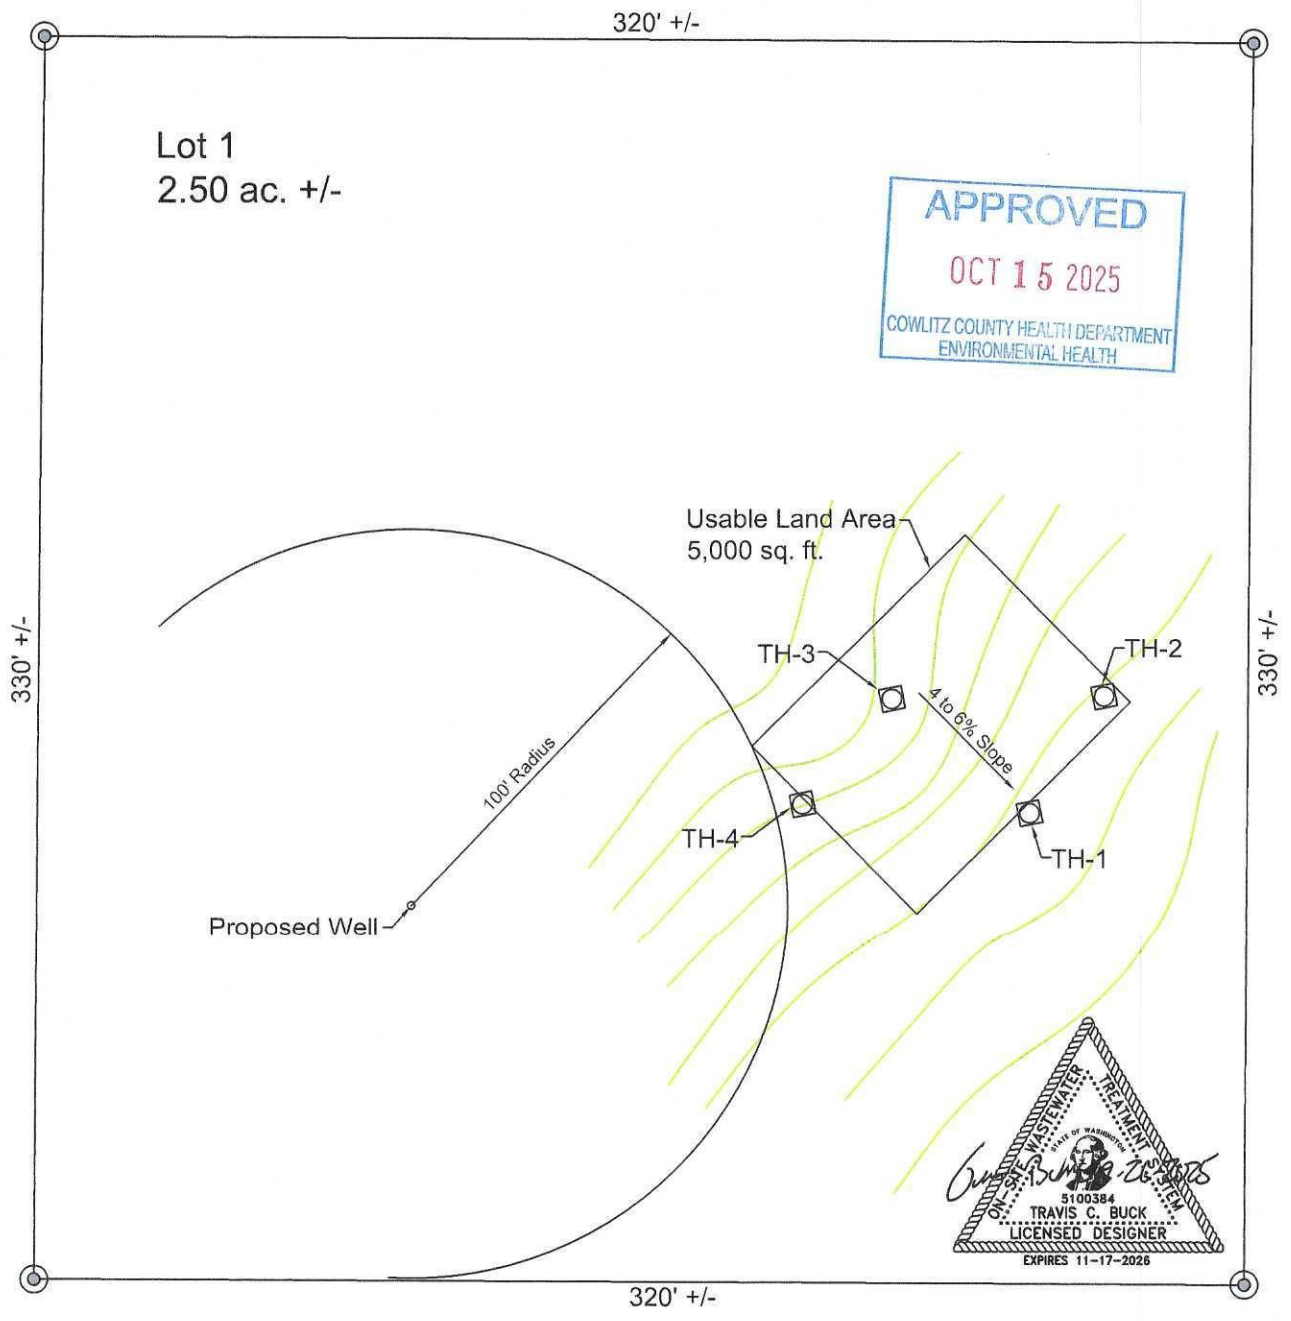 320' +/-
Lot 1
2.50 ac. +/-
APPROVED
OCT 15 2025
COWLITZ COUNTY HEALTH DEPARTMENT
ENVIRONMENTAL HEALTH
Usable Land Area
5,000 sq. ft.
330' +/-
330' +/-
TH-3
TH-2
4 to 6% Slope
100' Radius
TH-4
TH-1
Proposed Well
ON-SITE WASTEWATER TREATMENT SYSTEM
STATE OF WASHINGTON
5100384
TRAVIS C. BUCK
LICENSED DESIGNER
EXPIRES 11-17-2026
320' +/-